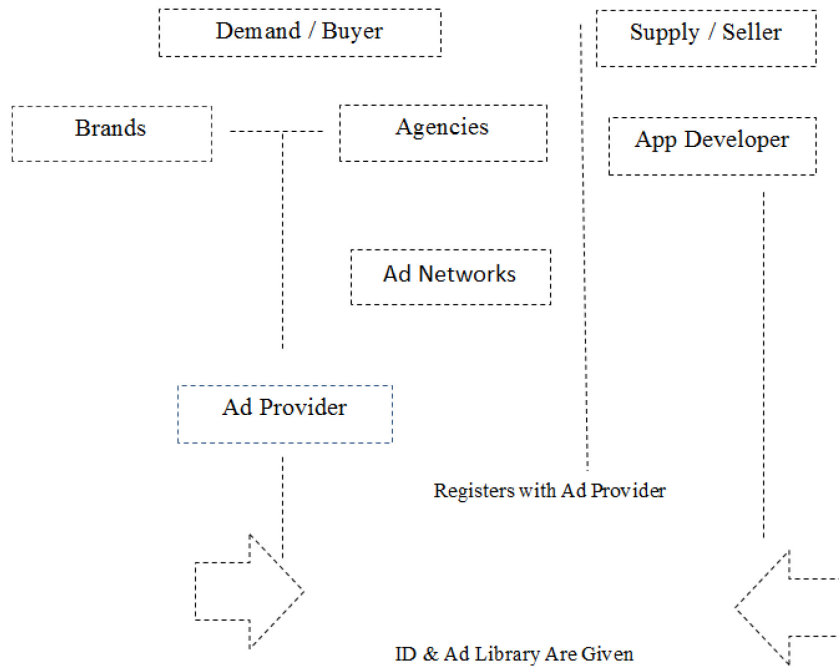 Demand / Buyer
Supply / Seller
Brands
Agencies
App Developer
Ad Networks
Ad Provider
Registers with Ad Provider
ID & Ad Library Are Given